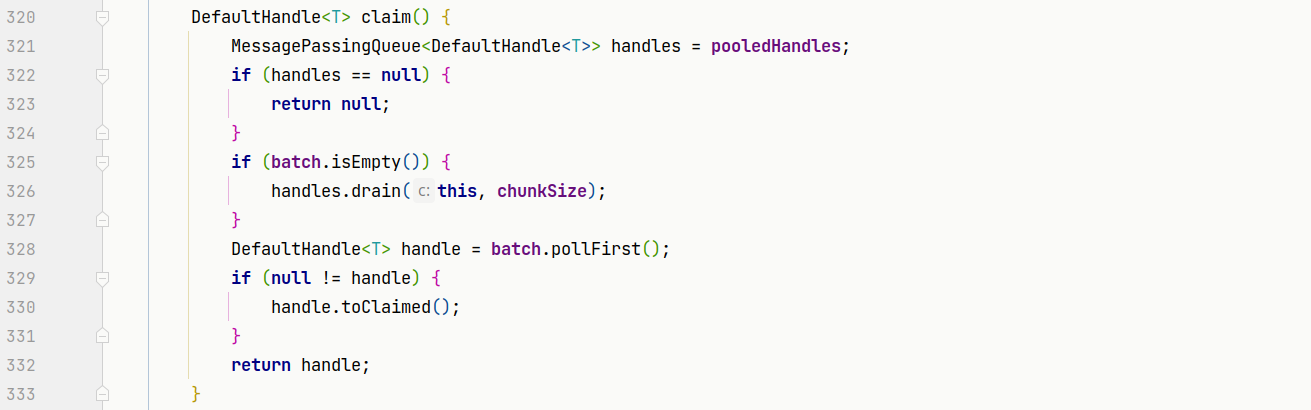 320 DefaultHandle<T> claim() {
321 MessagePassingQueue<DefaultHandle<T>> handles = pooledHandles;
322 if (handles == null) {
323 return null;
324 }
325 if (batch.isEmpty()) {
326 handles.drain( c: this, chunkSize);
327 }
328 DefaultHandle<T> handle = batch.pollFirst();
329 if (null != handle) {
330 handle.toClaimed();
331 }
332 return handle;
333 }